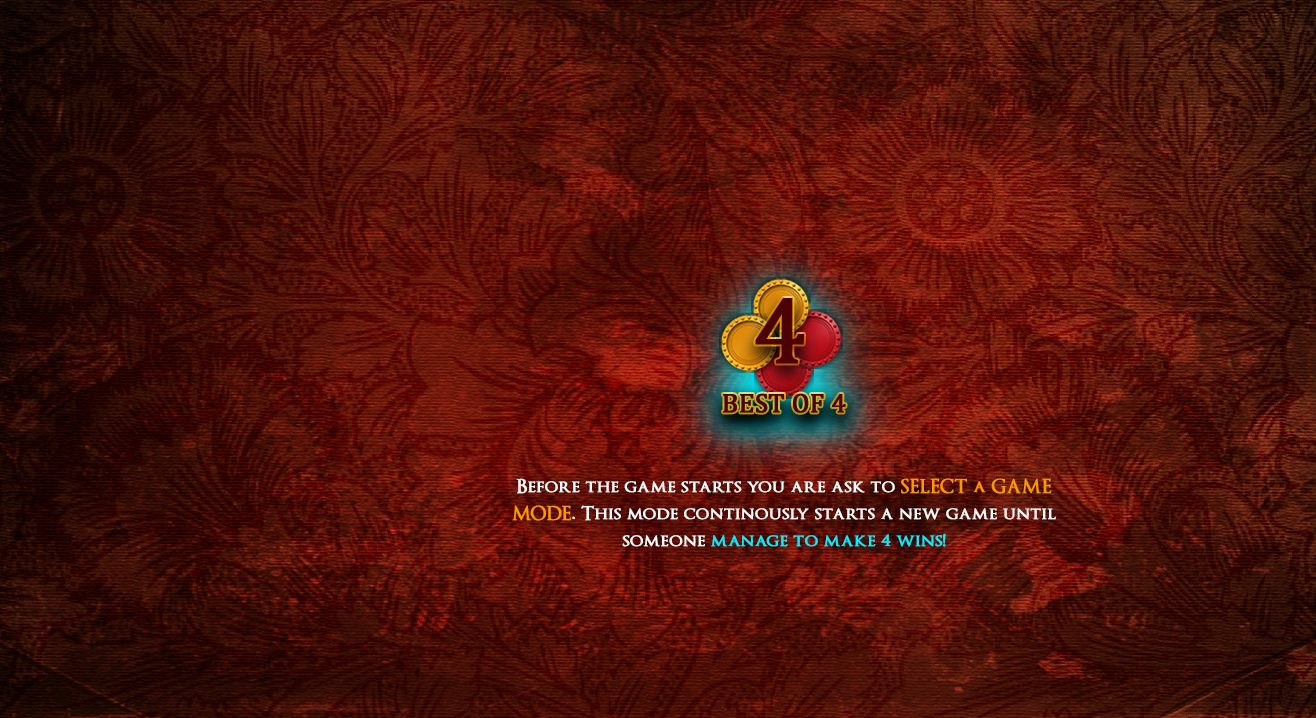 4
BEST OF 4
BEFORE THE GAME STARTS YOU ARE ASK TO SELECT A GAME
MODE. THIS MODE CONTINOUSLY STARTS A NEW GAME UNTIL
SOMEONE MANAGE TO MAKE 4 WINS!